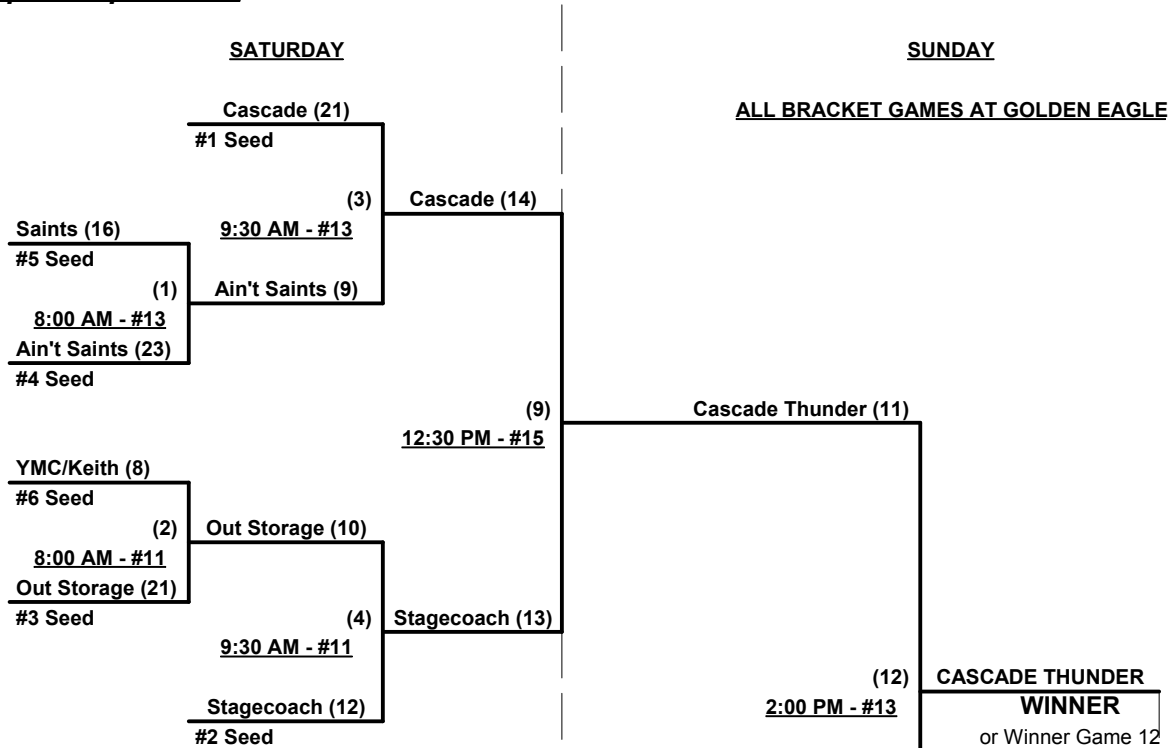 SATURDAY
SUNDAY
Cascade (21)
ALL BRACKET GAMES AT GOLDEN EAGLE
#1 Seed
(3)
Cascade (14)
Saints (16)
9:30 AM - #13
#5 Seed
(1)
Ain't Saints (9)
8:00 AM - #13
Ain't Saints (23)
#4 Seed
(9)
Cascade Thunder (11)
12:30 PM - #15
YMC/Keith (8)
#6 Seed
(2)
Out Storage (10)
8:00 AM - #11
Out Storage (21)
#3 Seed
(4)
Stagecoach (13)
9:30 AM - #11
(12)
CASCADE THUNDER
Stagecoach (12)
2:00 PM - #13
WINNER
#2 Seed
or Winner Game 12